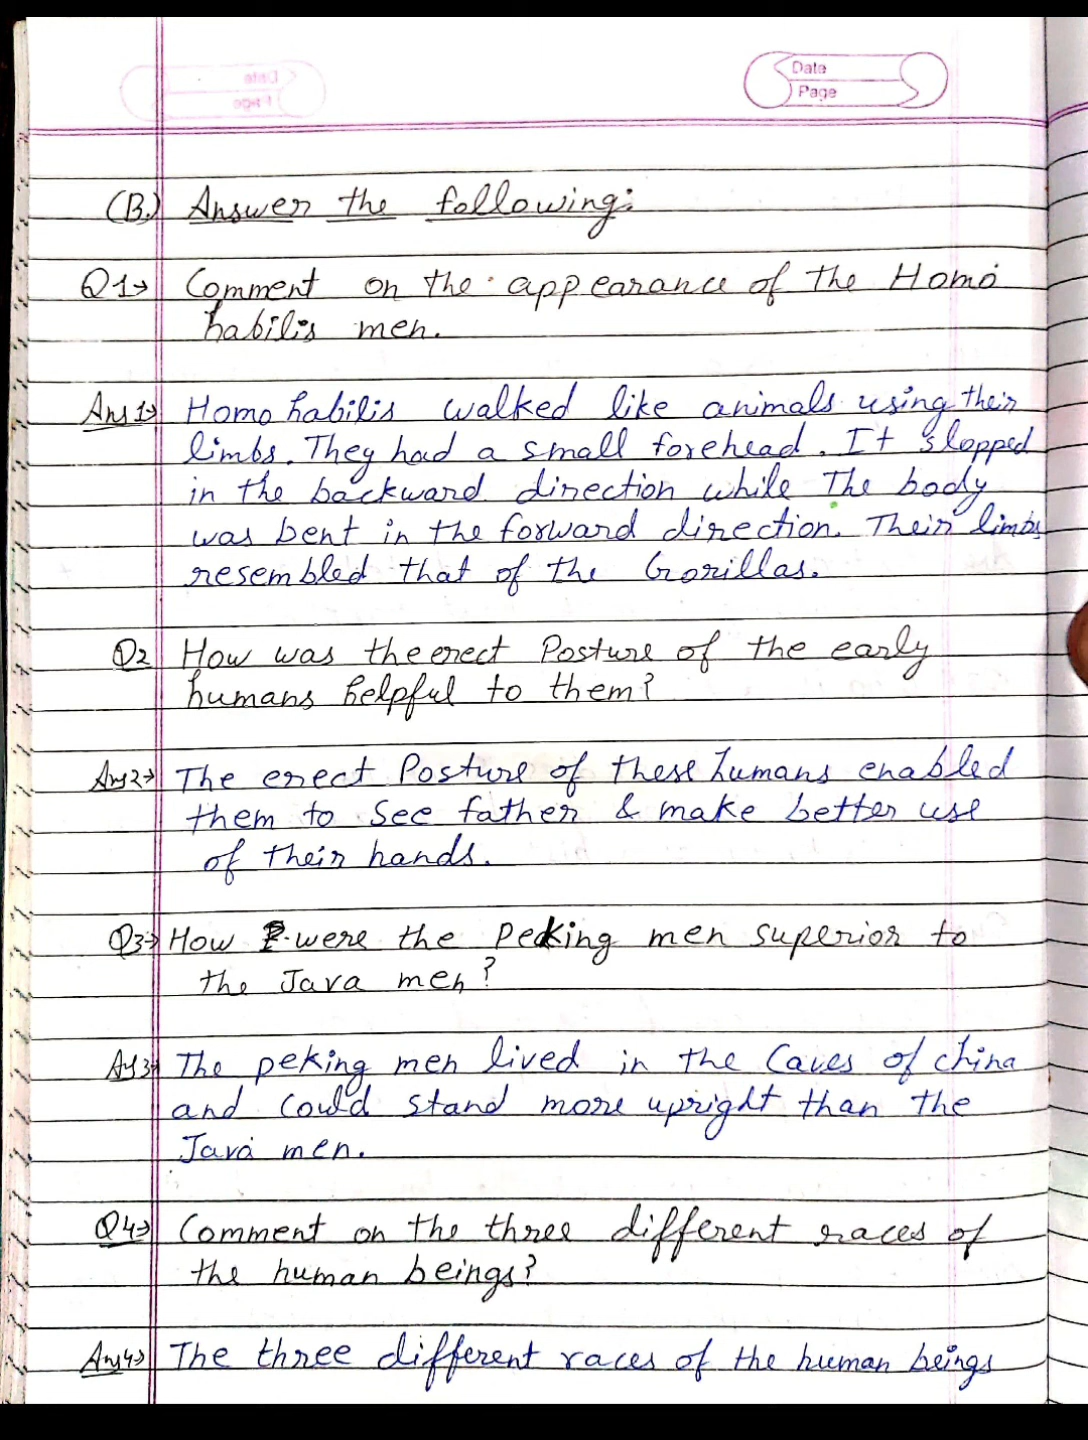 Date
Page
(B.) Answer the following:
Q1→ Comment on the appearance of the Homo
habilis men.
Ans1→ Homo habilis walked like animals using their
limbs. They had a small forehead. It slopped
in the backward direction while The body
was bent in the forward direction. Their limbs
resembled that of the Gorillas.
Q2 How was the erect Posture of the early
humans helpful to them?
Ans2→ The erect Posture of these humans enabled
them to See father & make better use
of their hands.
Q3→ How were the Peking men superior to
the Java men?
Ans3→ The peking men lived in the Caves of china
and could stand more upright than the
Java men.
Q4→ Comment on the three different races of
the human beings?
Ans4→ The three different races of the human beings